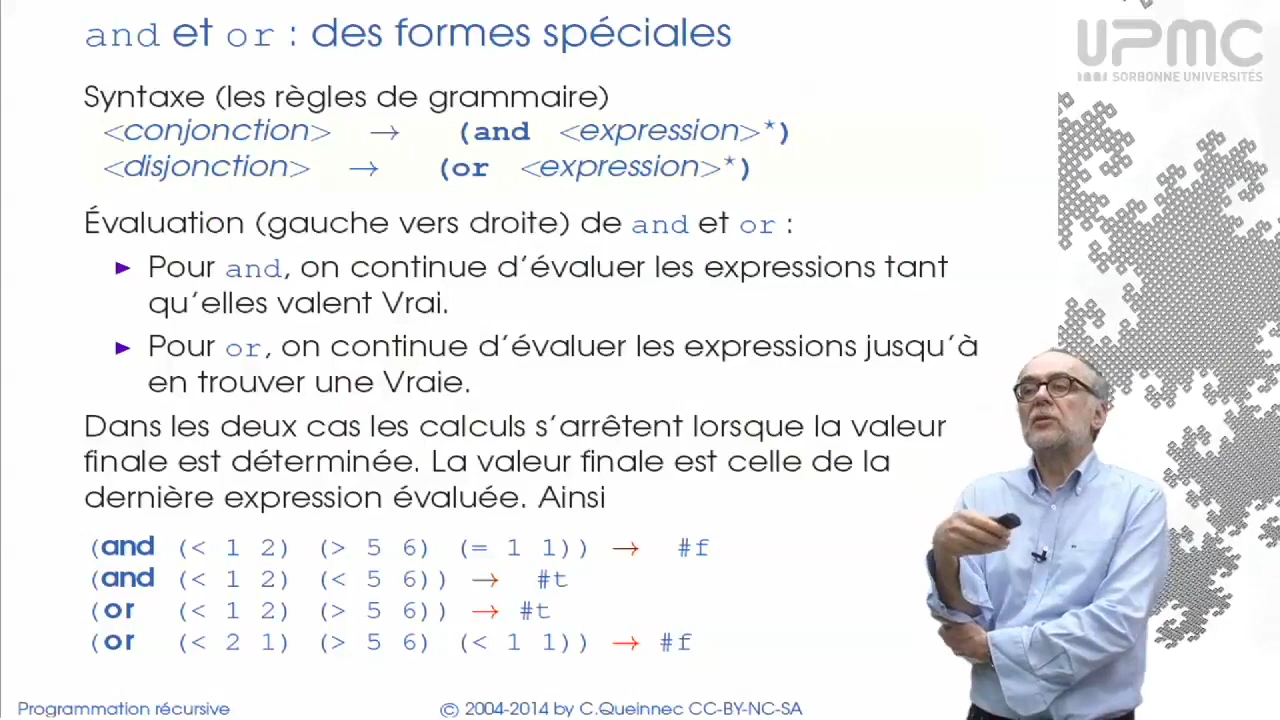 and et or : des formes spéciales
UPMC
SORBONNE UNIVERSITÉS
Syntaxe (les règles de grammaire)
<conjonction> → (and <expression>*)
<disjonction> → (or <expression>*)
Évaluation (gauche vers droite) de and et or :
▶ Pour and, on continue d'évaluer les expressions tant
qu'elles valent Vrai.
▶ Pour or, on continue d'évaluer les expressions jusqu'à
en trouver une Vraie.
Dans les deux cas les calculs s'arrêtent lorsque la valeur
finale est déterminée. La valeur finale est celle de la
dernière expression évaluée. Ainsi
(and (< 1 2) (> 5 6) (= 1 1)) → #f
(and (< 1 2) (< 5 6)) → #t
(or (< 1 2) (> 5 6)) → #t
(or (< 2 1) (> 5 6) (< 1 1)) → #f
Programmation récursive
© 2004-2014 by C.Queinnec CC-BY-NC-SA